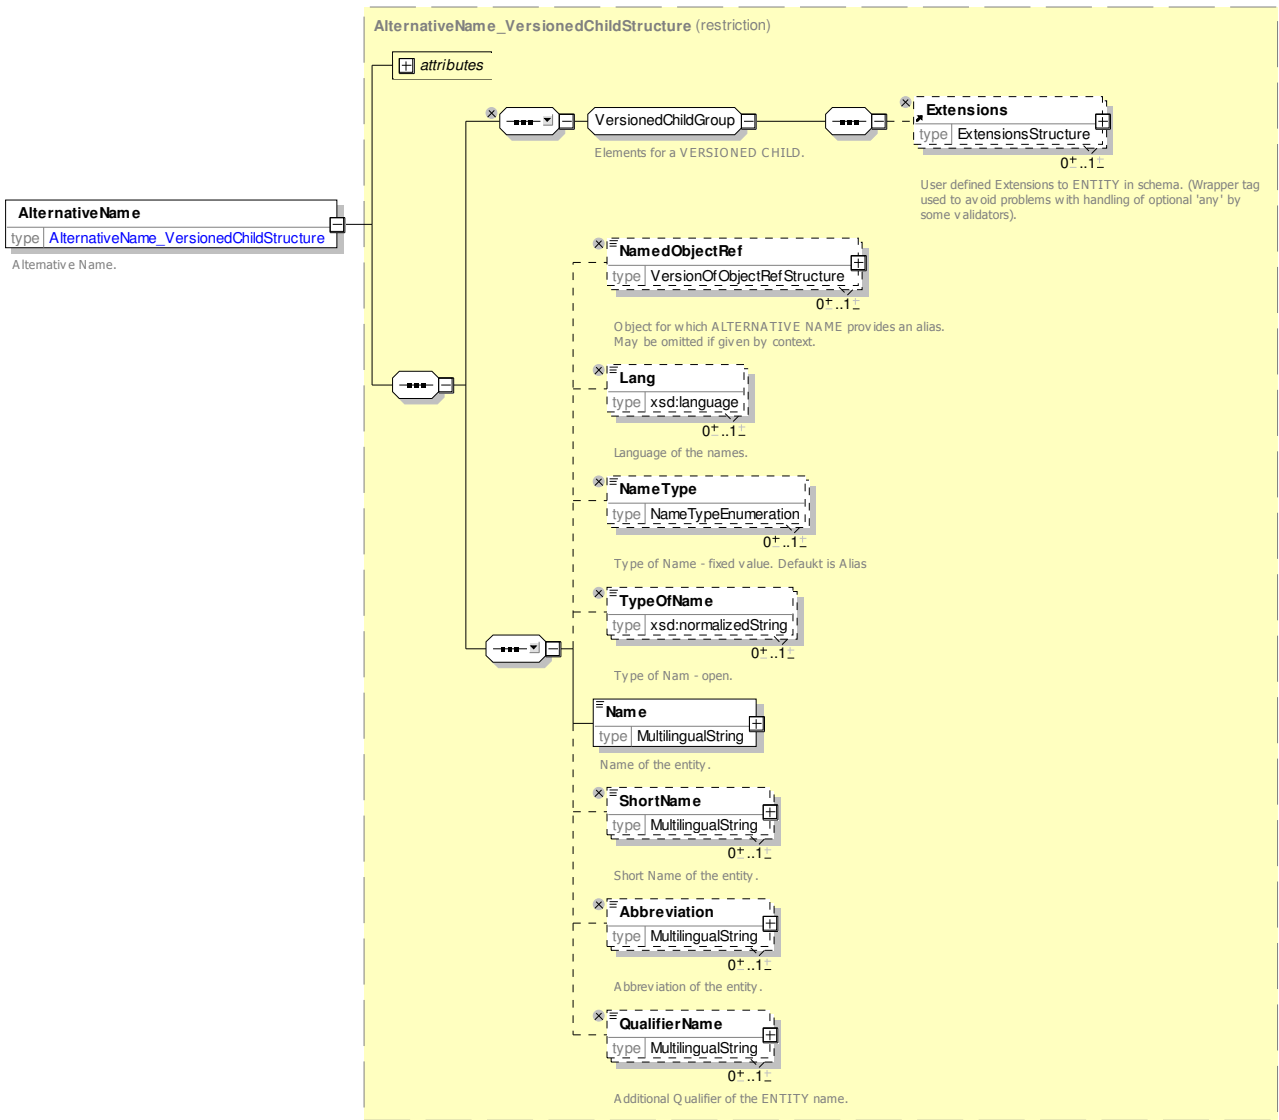 AlternativeName_VersionedChildStructure (restriction)
attributes
VersionedChildGroup
Elements for a VERSIONED CHILD.
Extensions
type ExtensionsStructure
0..1
User defined Extensions to ENTITY in schema. (Wrapper tag
used to avoid problems with handling of optional 'any' by
some validators).
AlternativeName
type AlternativeName_VersionedChildStructure
Alternative Name.
NamedObjectRef
type VersionOfObjectRefStructure
0..1
Object for which ALTERNATIVE NAME provides an alias.
May be omitted if given by context.
Lang
type xsd:language
0..1
Language of the names.
NameType
type NameTypeEnumeration
0..1
Type of Name - fixed value. Defaukt is Alias
TypeOfName
type xsd:normalizedString
0..1
Type of Nam - open.
Name
type MultilingualString
Name of the entity.
ShortName
type MultilingualString
0..1
Short Name of the entity.
Abbreviation
type MultilingualString
0..1
Abbreviation of the entity.
QualifierName
type MultilingualString
0..1
Additional Qualifier of the ENTITY name.